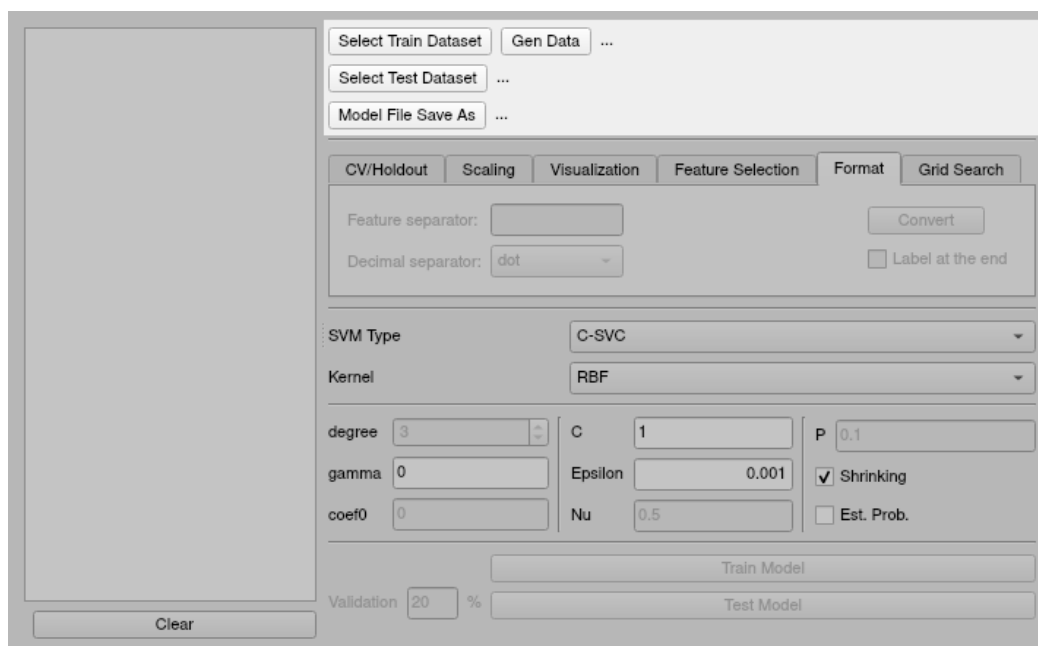 Select Train Dataset Gen Data ...
Select Test Dataset ...
Model File Save As ...
CV/Holdout Scaling Visualization Feature Selection Format Grid Search
Feature separator: Convert
Decimal separator: dot Label at the end
SVM Type C-SVC
Kernel RBF
degree 3 C 1 P 0.1
gamma 0 Epsilon 0.001 Shrinking
coef0 0 Nu 0.5 Est. Prob.
Train Model
Validation 20 % Test Model
Clear